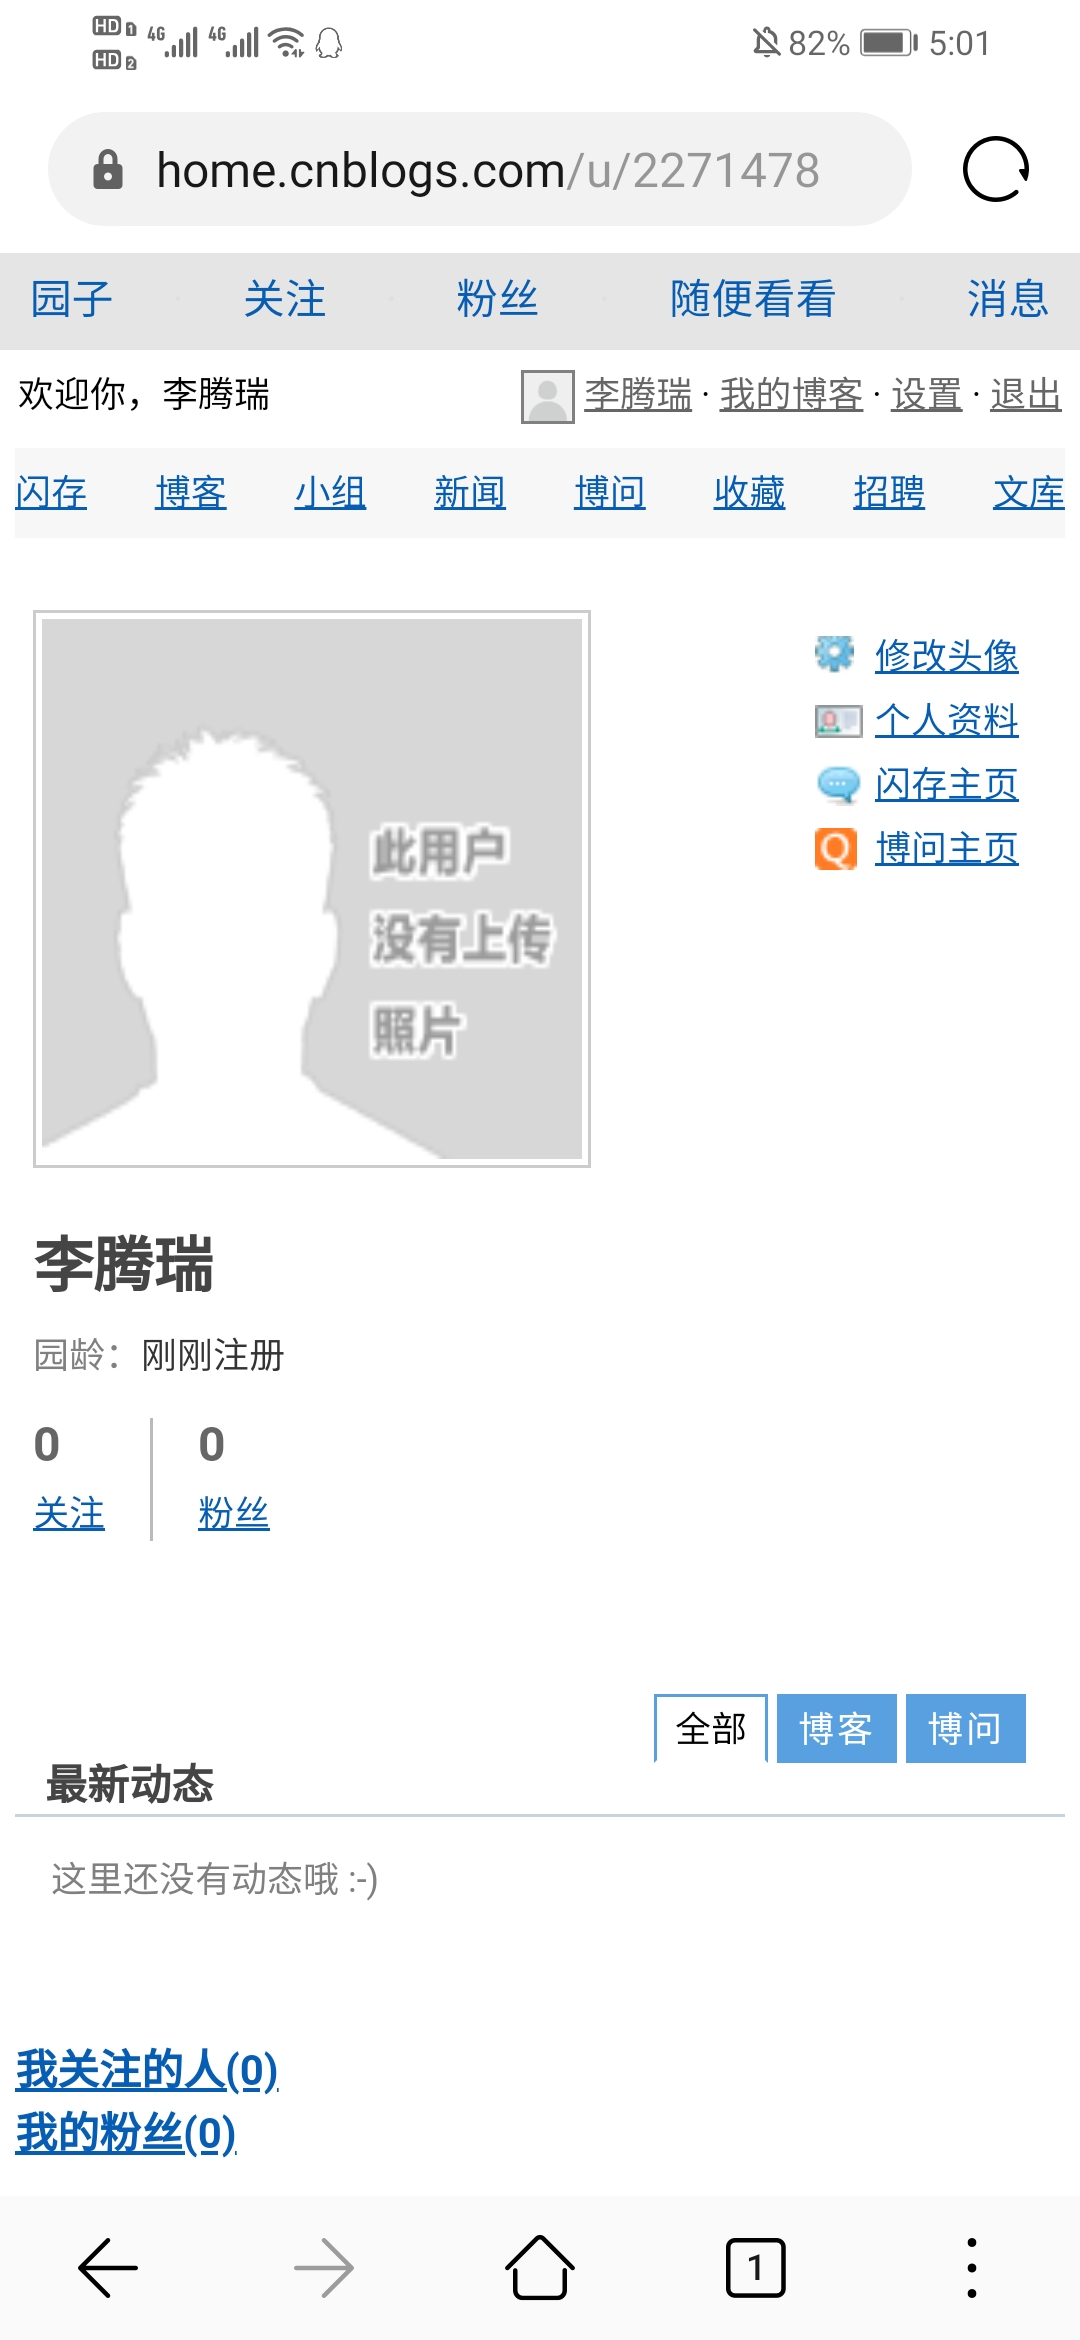 HD 1 4G 4G 82% 5:01
HD 2
home.cnblogs.com/u/2271478
园子 · 关注 · 粉丝 · 随便看看 · 消息
欢迎你，李腾瑞 李腾瑞 · 我的博客 · 设置 · 退出
闪存 博客 小组 新闻 博问 收藏 招聘 文库
修改头像
个人资料
闪存主页
Q 博问主页
此用户
没有上传
照片
李腾瑞
园龄：刚刚注册
0 0
关注 粉丝
全部 博客 博问
最新动态
这里还没有动态哦 :-)
我关注的人(0)
我的粉丝(0)
1